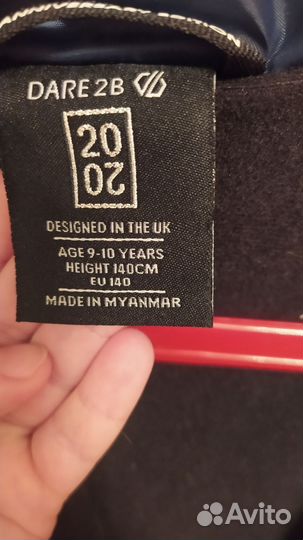 DARE 2B
20
20
DESIGNED IN THE UK
AGE 9-10 YEARS
HEIGHT 140CM
EU 140
MADE IN MYANMAR
Avito